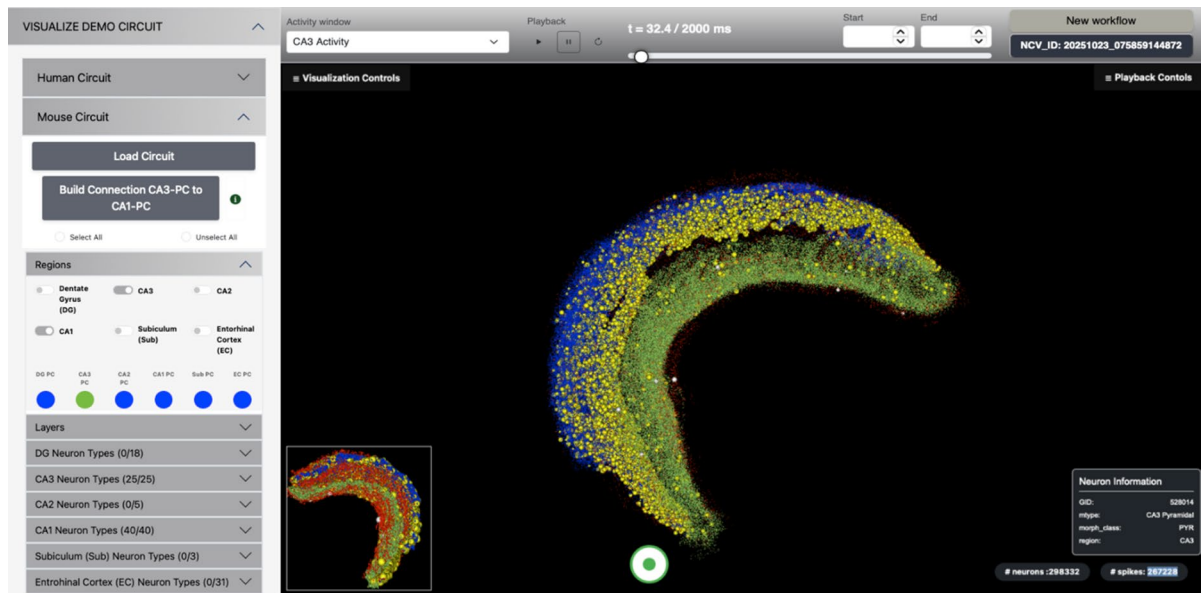 VISUALIZE DEMO CIRCUIT
Human Circuit
Mouse Circuit
Load Circuit
Build Connection CA3-PC to
CA1-PC
Select All
Unselect All
Regions
Dentate
Gyrus
(DG)
CA3
CA2
CA1
Subiculum
(Sub)
Entorhinal
Cortex
(EC)
DG PC
CA3
PC
CA2
PC
CA1 PC
Sub PC
EC PC
Layers
DG Neuron Types (0/18)
CA3 Neuron Types (25/25)
CA2 Neuron Types (0/5)
CA1 Neuron Types (40/40)
Subiculum (Sub) Neuron Types (0/3)
Entrohinal Cortex (EC) Neuron Types (0/31)
Activity window
CA3 Activity
Playback
t = 32.4 / 2000 ms
Start
End
New workflow
NCV_ID: 20251023_075859144872
≡ Visualization Controls
≡ Playback Contols
Neuron Information
GID: 528014
mtype: CA3 Pyramidal
morph_class: PYR
region: CA3
# neurons :298332
# spikes: 267228